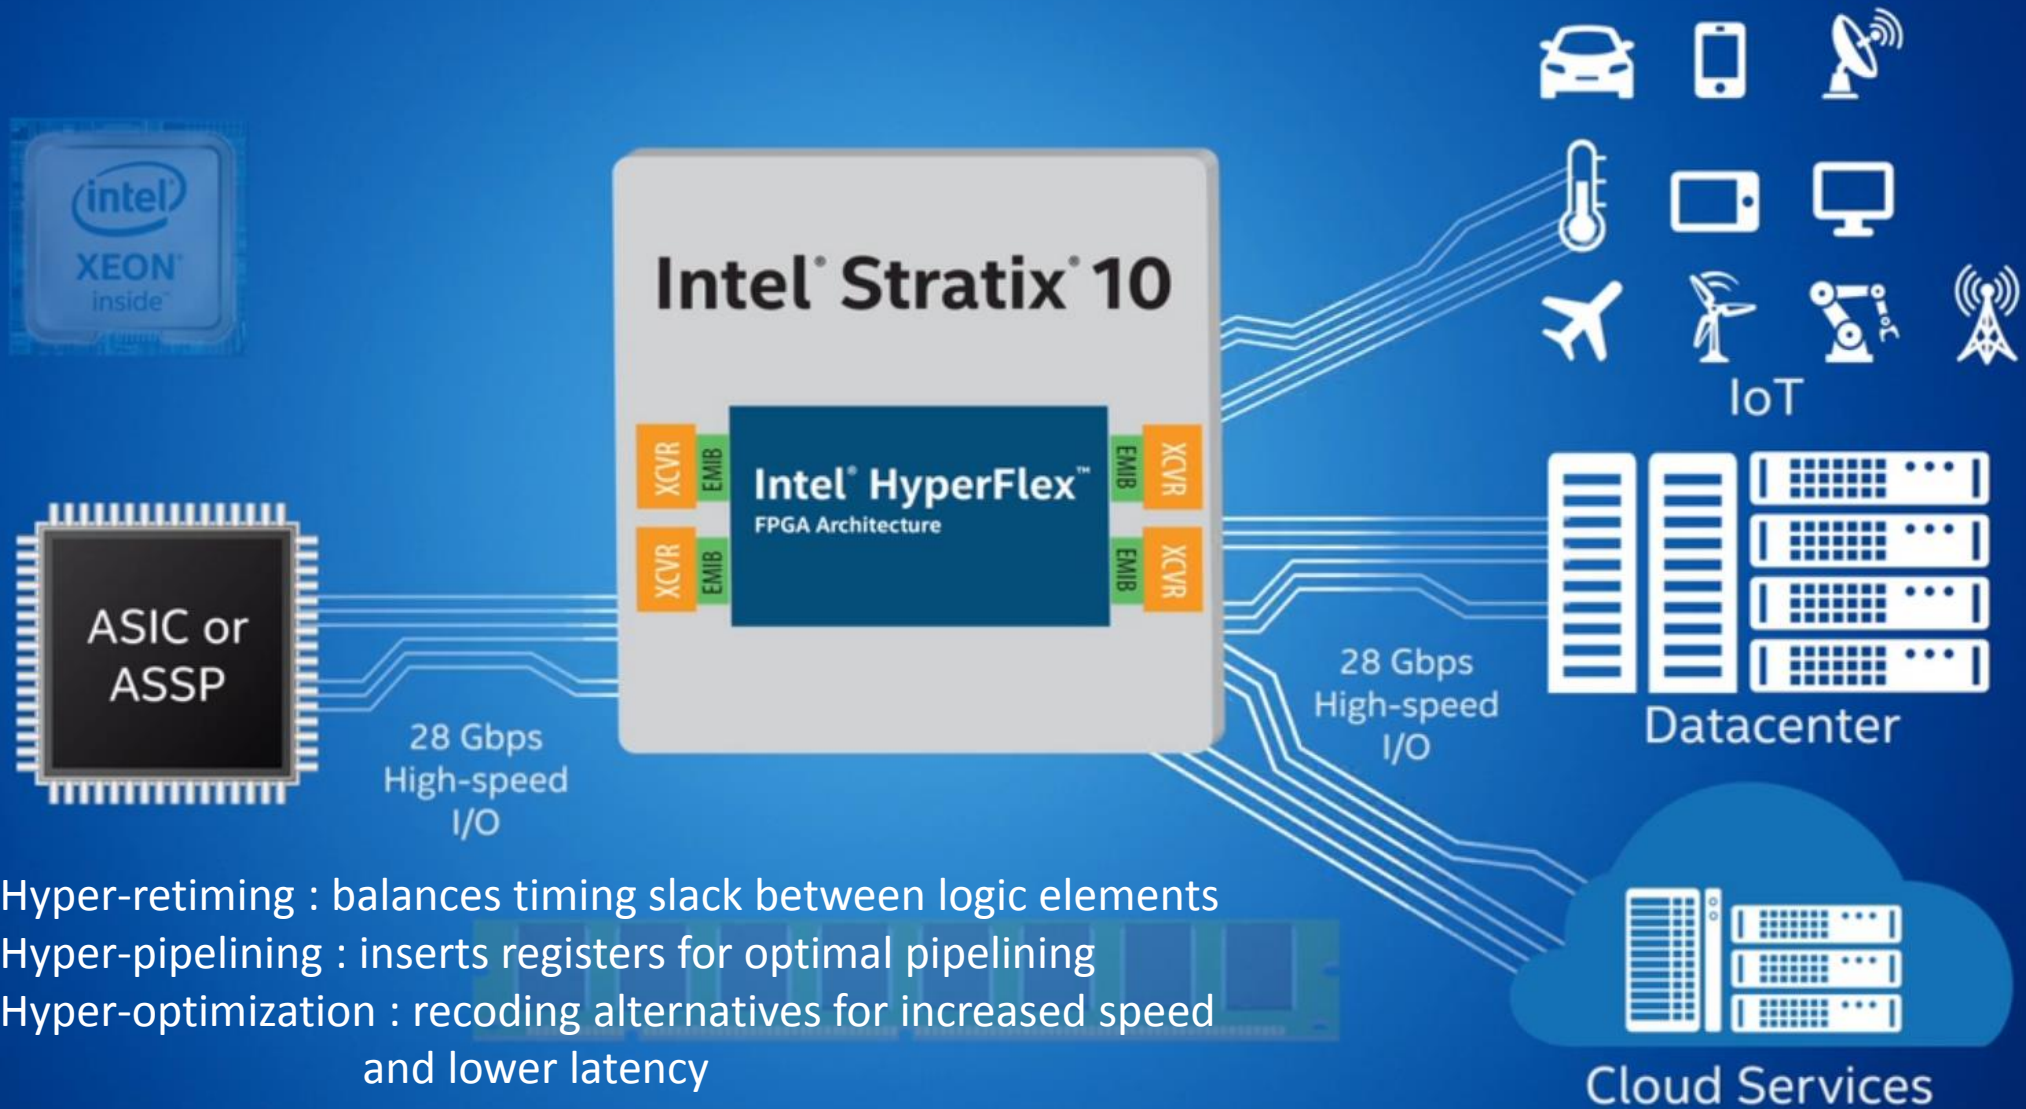 intel®
XEON®
inside™
Intel® Stratix® 10
XCVR
EMIB
Intel® HyperFlex™
FPGA Architecture
EMIB
XCVR
XCVR
EMIB
EMIB
XCVR
IoT
ASIC or
ASSP
28 Gbps
High-speed
I/O
28 Gbps
High-speed
I/O
Datacenter
Hyper-retiming : balances timing slack between logic elements
Hyper-pipelining : inserts registers for optimal pipelining
Hyper-optimization : recoding alternatives for increased speed
and lower latency
Cloud Services